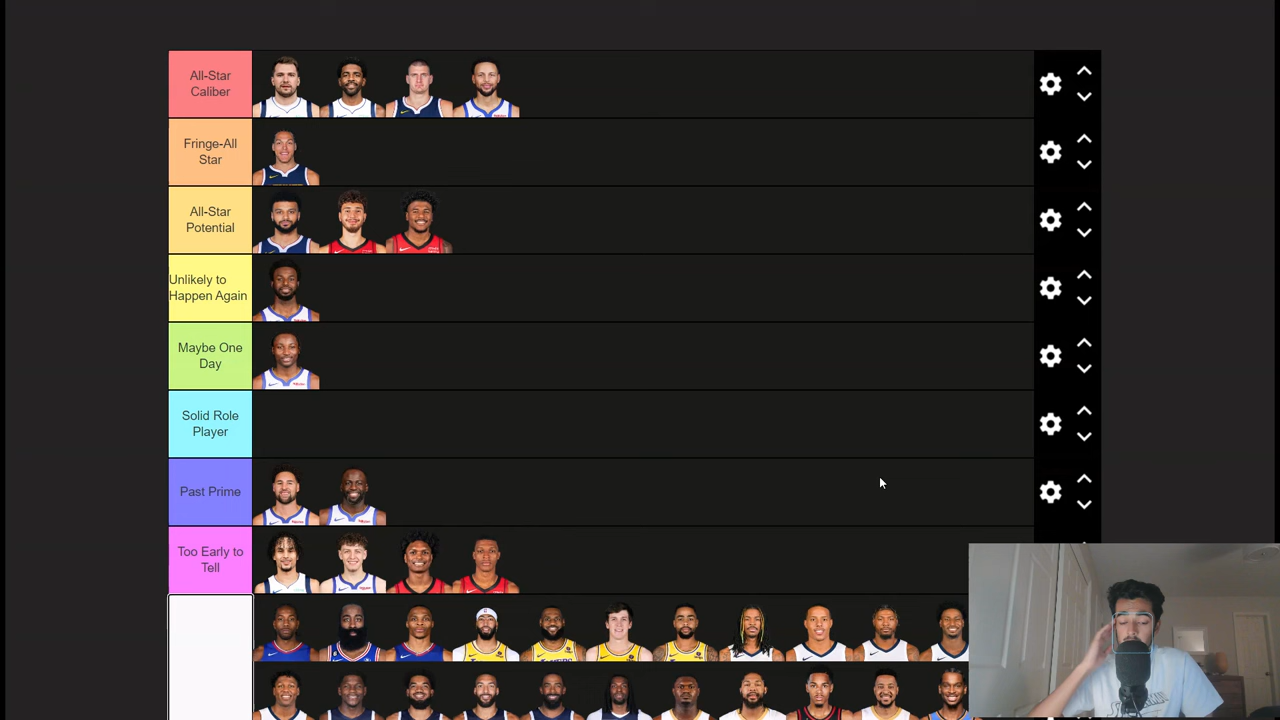 All-Star
Caliber
Fringe-All
Star
All-Star
Potential
Unlikely to
Happen Again
Maybe One
Day
Solid Role
Player
Past Prime
Too Early to
Tell